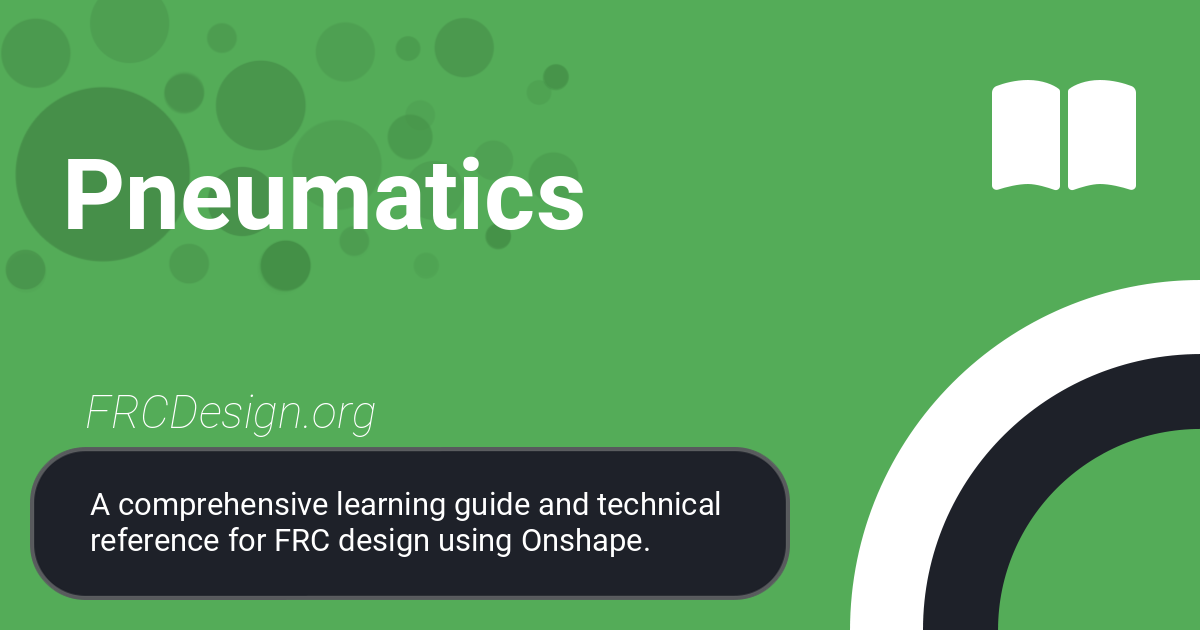 Pneumatics
FRCDesign.org
A comprehensive learning guide and technical
reference for FRC design using Onshape.